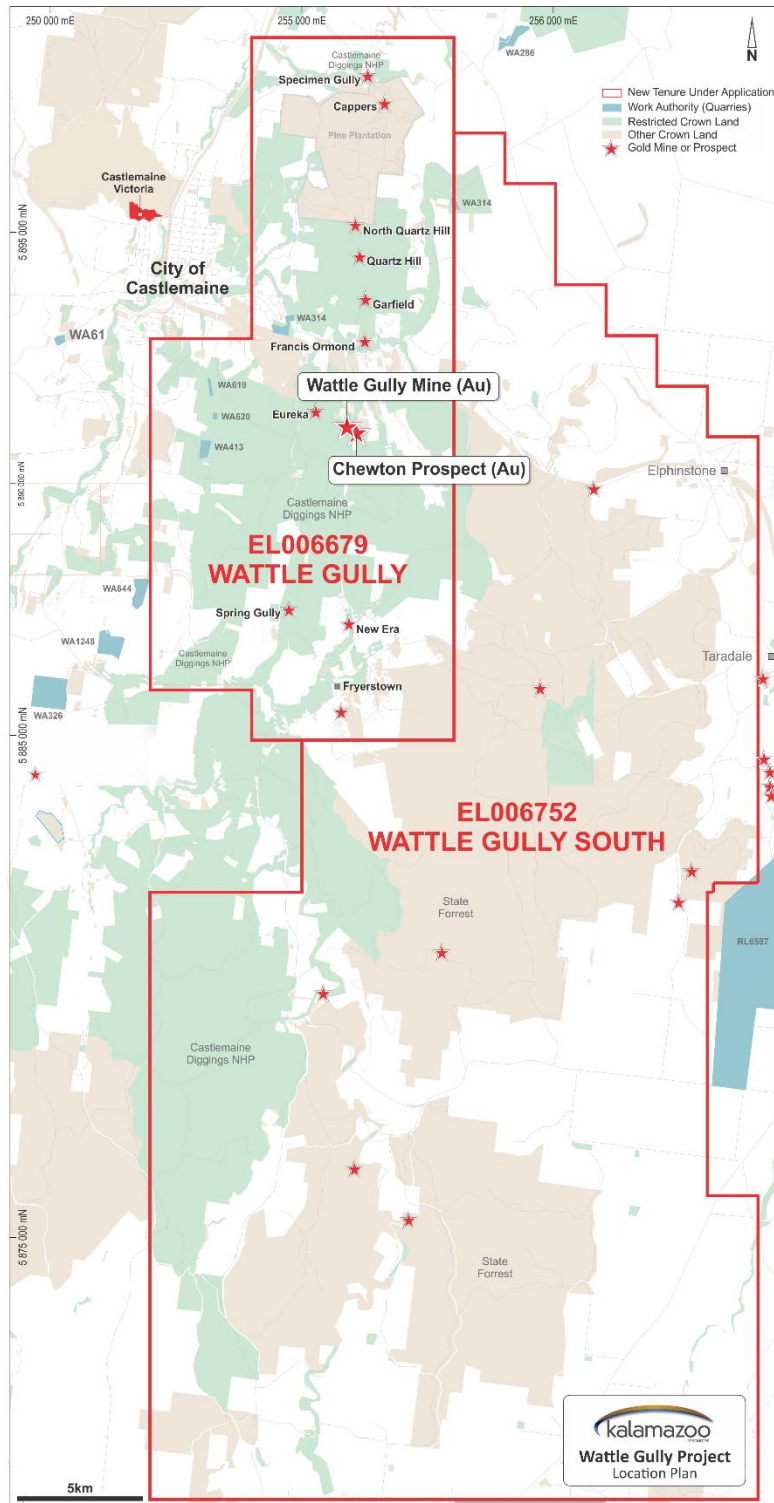 250 000 mE
255 000 mE
256 000 mE
WA286
N
Castlemaine
Diggings NHP
Specimen Gully
Cappers
Pine Plantation
New Tenure Under Application
Work Authority (Quarries)
Restricted Crown Land
Other Crown Land
Gold Mine or Prospect
Castlemaine
Victoria
5 895 000 mN
WA314
North Quartz Hill
City of
Castlemaine
Quartz Hill
Garfield
WA314
WA61
Francis Ormond
WA619
Wattle Gully Mine (Au)
Eureka
WA620
WA413
Chewton Prospect (Au)
Elphinstone
5 890 000 mN
Castlemaine
Diggings NHP
EL006679
WATTLE GULLY
WA644
Spring Gully
New Era
WA1248
Castlemaine
Diggings NHP
Taradale
Fryerstown
WA326
5 885 000 mN
EL006752
WATTLE GULLY SOUTH
State
Forrest
RL6587
Castlemaine
Diggings NHP
5 875 000 mN
State
Forrest
kalamazoo
resources
Wattle Gully Project
Location Plan
5km